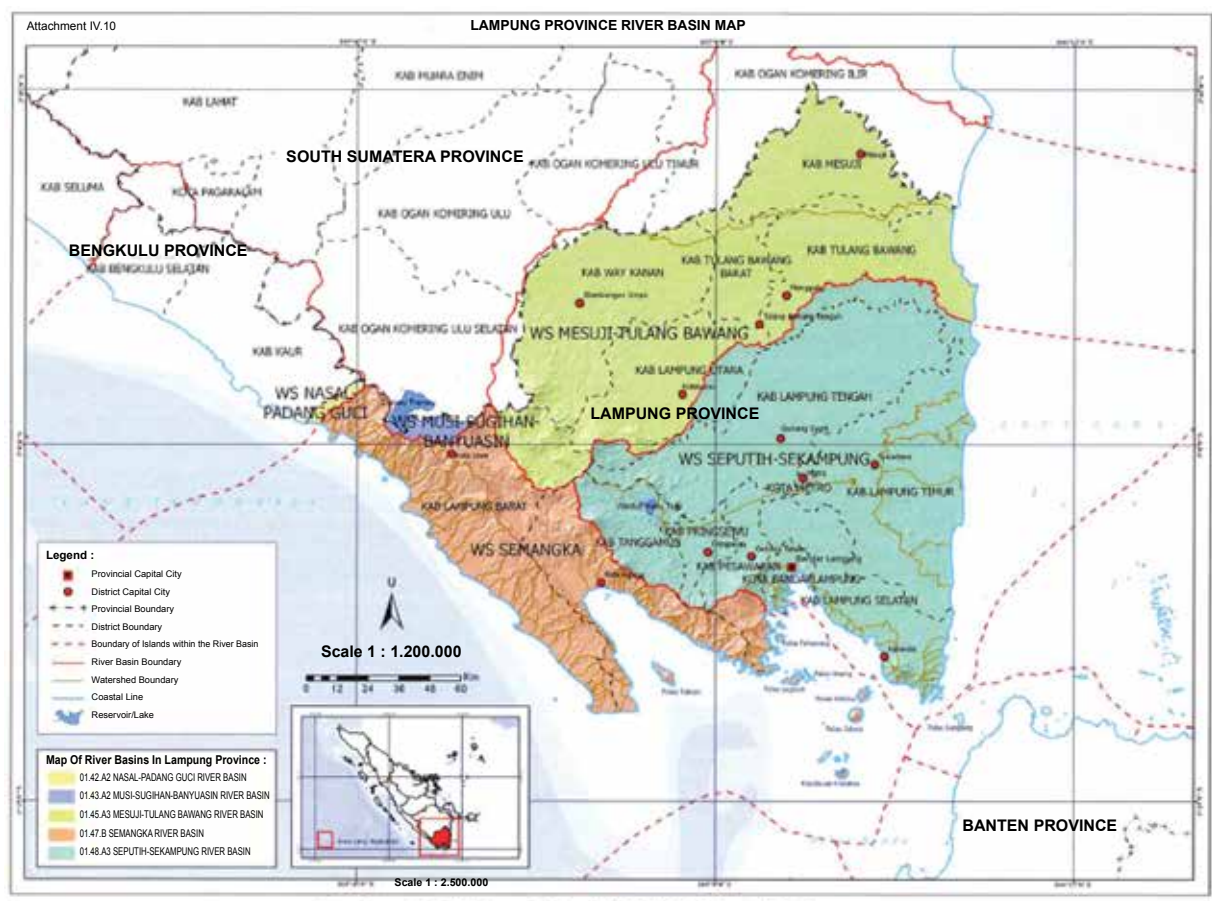 Attachment IV.10
LAMPUNG PROVINCE RIVER BASIN MAP
KAB MUARA ENIM
KAB OGAN KOMERING ILIR
KAB LAHAT
SOUTH SUMATERA PROVINCE
KAB OGAN KOMERING ULU TIMUR
KAB MESUJI
KAB SELUMA
KOTA PAGARALAM
KAB OGAN KOMERING ULU
BENGKULU PROVINCE
KAB BENGKULU SELATAN
KAB TULANG BAWANG
KAB TULANG BAWANG
BARAT
KAB WAY KANAN
KAB OGAN KOMERING ULU SELATAN
WS MESUJI-TULANG BAWANG
KAB KAUR
KAB LAMPUNG UTARA
WS NASAL-
PADANG GUCI
KAB LAMPUNG TENGAH
LAMPUNG PROVINCE
WS MUSI-SUGIHAN-
BANYUASIN
WS SEPUTIH-SEKAMPUNG
KOTA METRO
KAB LAMPUNG TIMUR
KAB LAMPUNG BARAT
KAB PRINGSEWU
KAB TANGGAMUS
WS SEMANGKA
Bandar Lampung
KAB PESAWARAN
KOTA BANDARLAMPUNG
KAB LAMPUNG SELATAN
Legend :
Provincial Capital City
District Capital City
Provincial Boundary
District Boundary
Boundary of Islands within the River Basin
River Basin Boundary
Watershed Boundary
Coastal Line
Reservoir/Lake
U
Scale 1 : 1.200.000
0 12 24 36 48 60 Km
Map Of River Basins In Lampung Province :
01.42.A2 NASAL-PADANG GUCI RIVER BASIN
01.43.A2 MUSI-SUGIHAN-BANYUASIN RIVER BASIN
01.45.A3 MESUJI-TULANG BAWANG RIVER BASIN
01.47.B SEMANGKA RIVER BASIN
01.48.A3 SEPUTIH-SEKAMPUNG RIVER BASIN
BANTEN PROVINCE
Scale 1 : 2.500.000